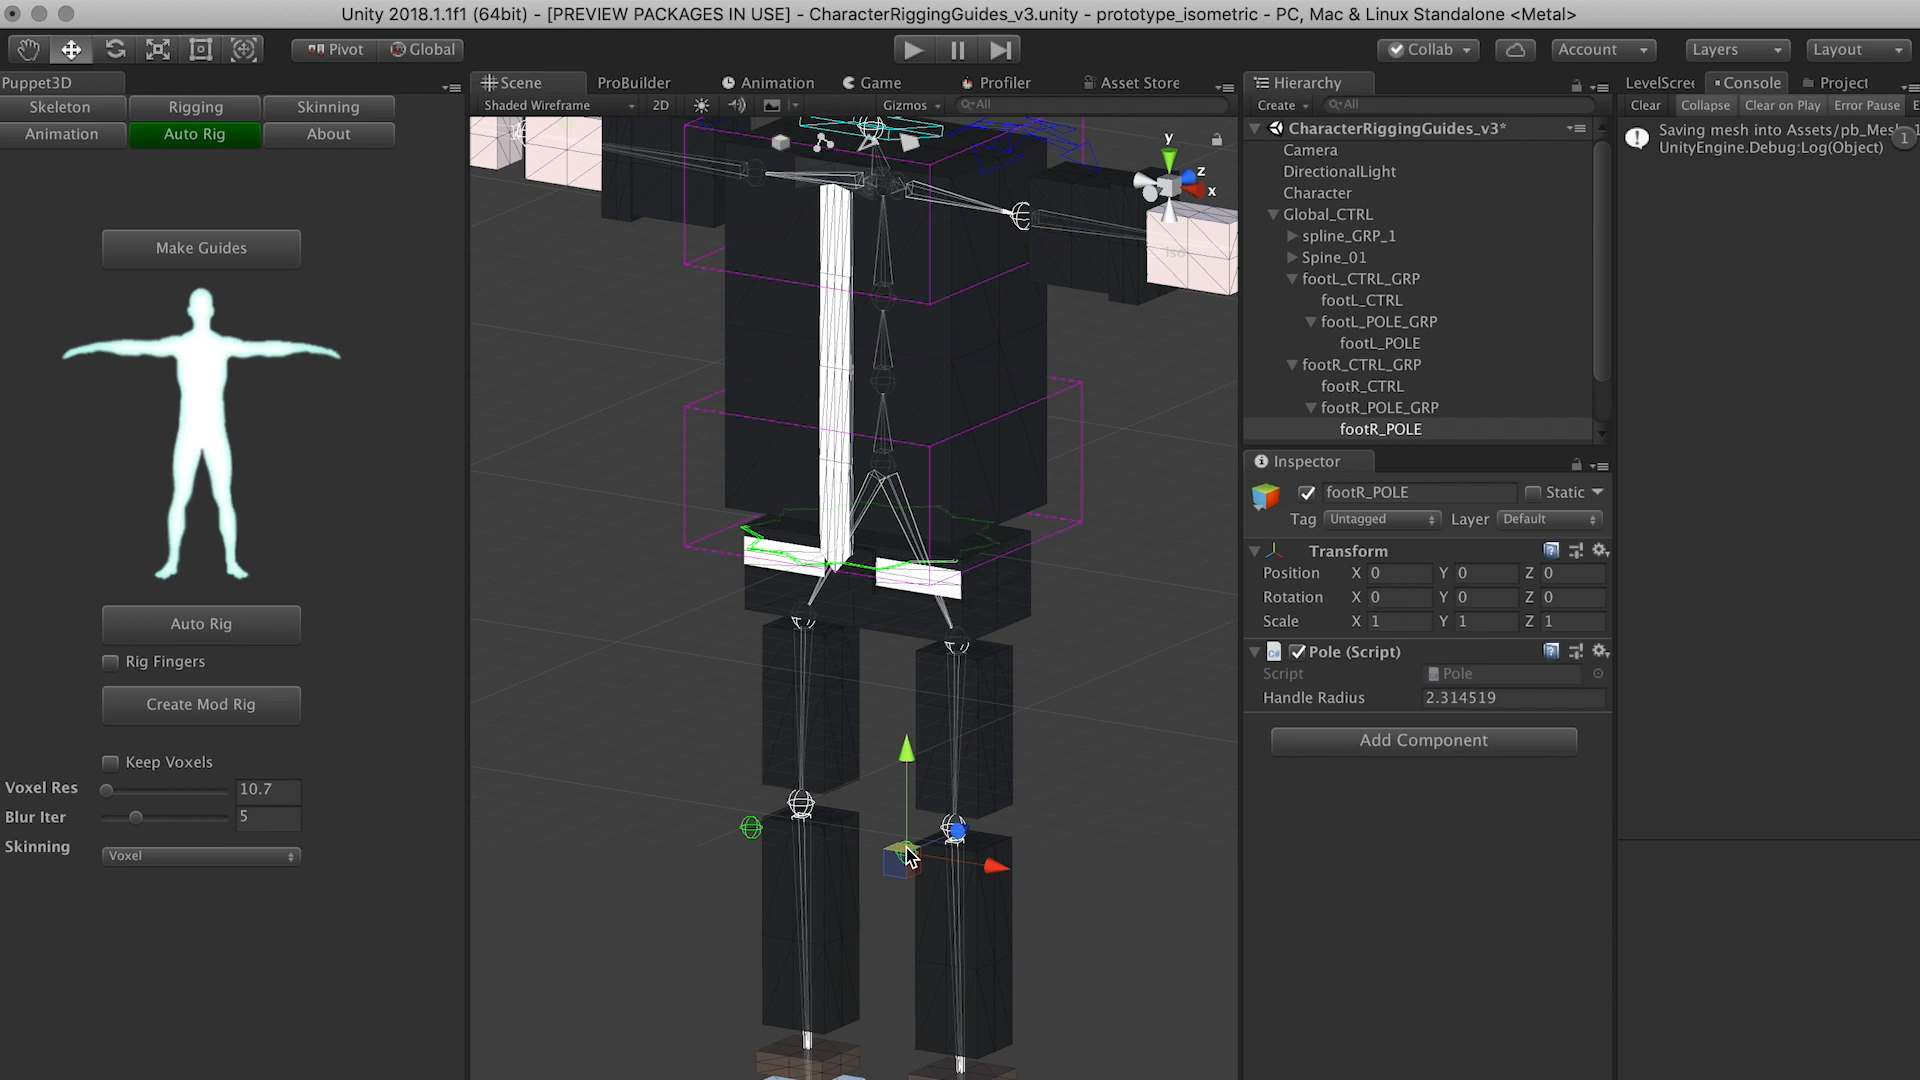 Unity 2018.1.1f1 (64bit) - [PREVIEW PACKAGES IN USE] - CharacterRiggingGuides_v3.unity - prototype_isometric - PC, Mac & Linux Standalone <Metal>
Pivot Global Collab Account Layers Layout
Puppet3D
Skeleton Rigging Skinning
Animation Auto Rig About
Make Guides
Auto Rig
Rig Fingers
Create Mod Rig
Keep Voxels
Voxel Res 10.7
Blur Iter 5
Skinning Voxel
Scene ProBuilder Animation Game Profiler Asset Store
Shaded Wireframe 2D Gizmos All
y
z
x
Iso
Hierarchy
Create All
CharacterRiggingGuides_v3*
Camera
DirectionalLight
Character
Global_CTRL
spline_GRP_1
Spine_01
footL_CTRL_GRP
footL_CTRL
footL_POLE_GRP
footL_POLE
footR_CTRL_GRP
footR_CTRL
footR_POLE_GRP
footR_POLE
Inspector
footR_POLE Static
Tag Untagged Layer Default
Transform
Position X 0 Y 0 Z 0
Rotation X 0 Y 0 Z 0
Scale X 1 Y 1 Z 1
Pole (Script)
Script Pole
Handle Radius 2.314519
Add Component
LevelScree Console Project
Clear Collapse Clear on Play Error Pause E
Saving mesh into Assets/pb_Mes 1
UnityEngine.Debug:Log(Object)